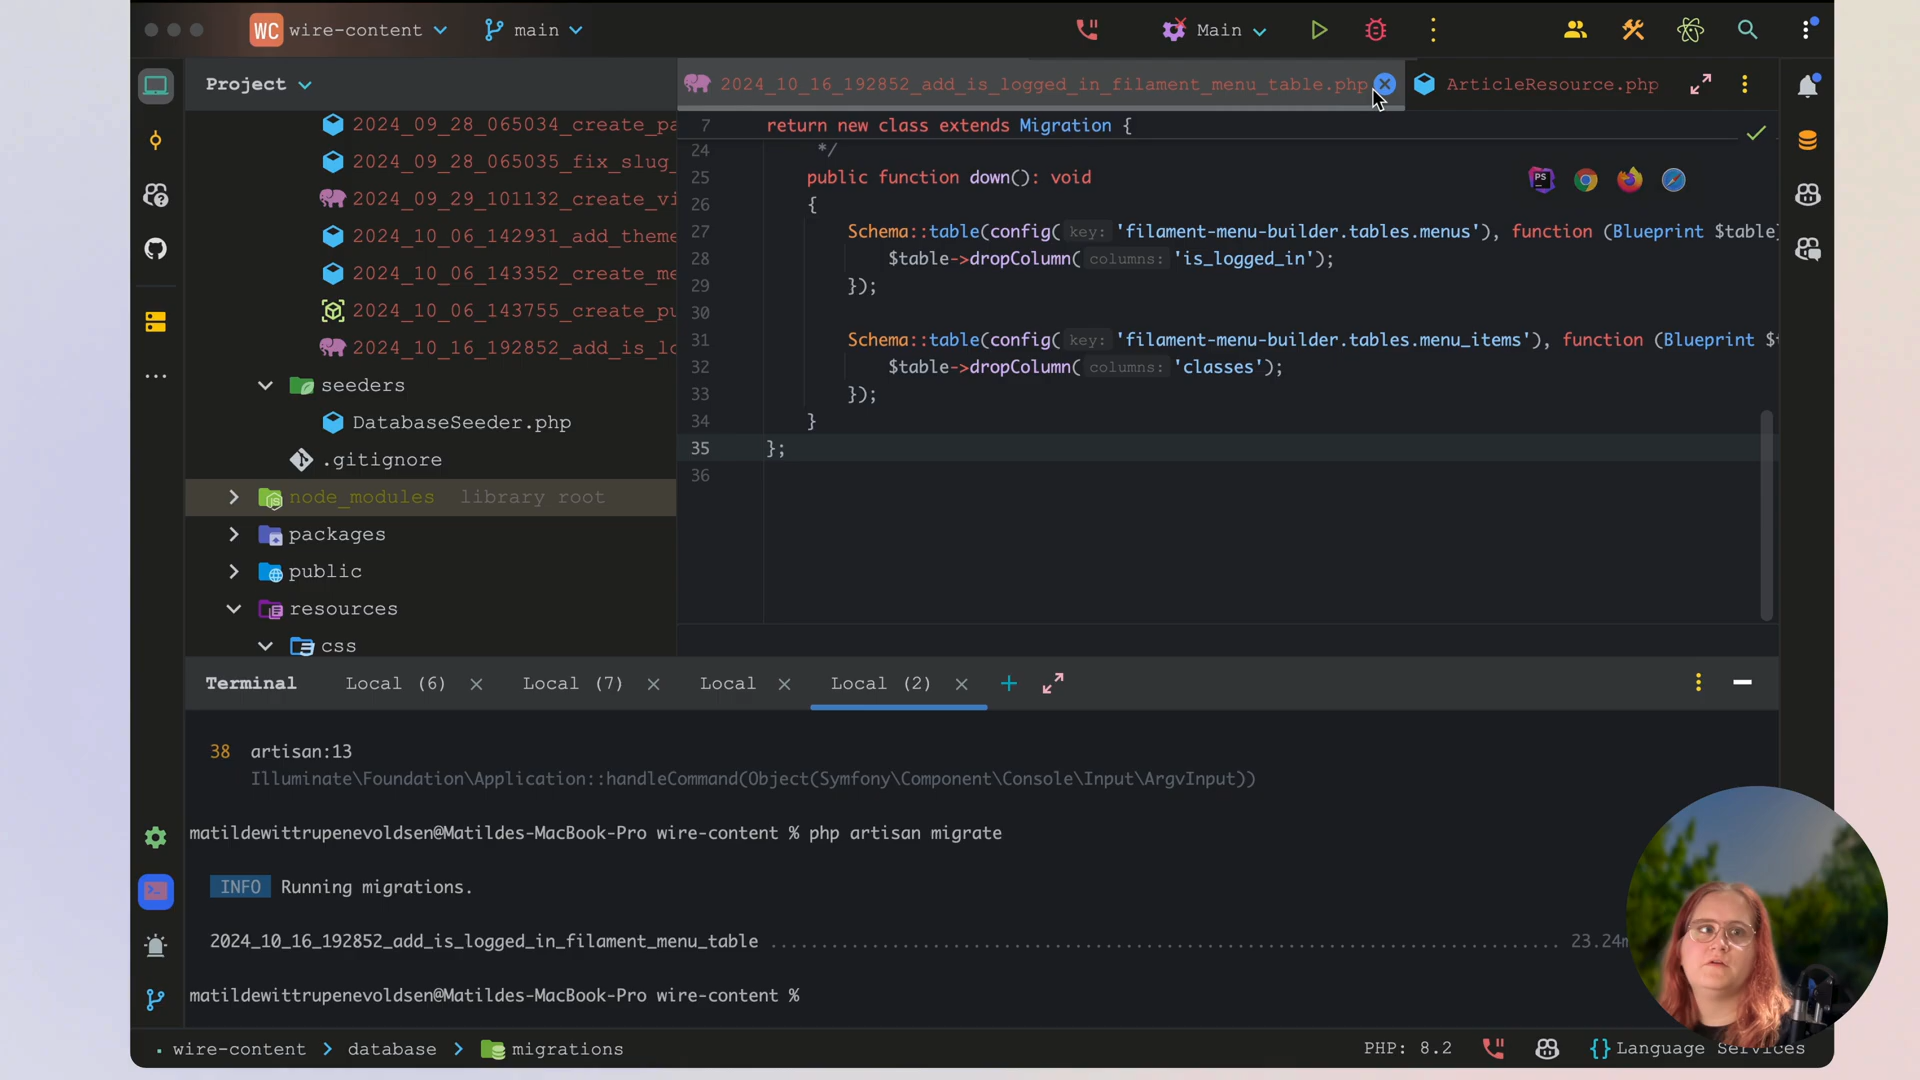 WC wire-content main Main
Project
2024_10_16_192852_add_is_logged_in_filament_menu_table.php ArticleResource.php
2024_09_28_065034_create_pa
2024_09_28_065035_fix_slug_
2024_09_29_101132_create_vi
2024_10_06_142931_add_theme
2024_10_06_143352_create_me
2024_10_06_143755_create_pu
2024_10_16_192852_add_is_lo
seeders
DatabaseSeeder.php
.gitignore
node_modules library root
packages
public
resources
css
7 return new class extends Migration {
24 */
25 public function down(): void
26 {
27 Schema::table(config( key: 'filament-menu-builder.tables.menus'), function (Blueprint $table)
28 $table->dropColumn( columns: 'is_logged_in');
29 });
30
31 Schema::table(config( key: 'filament-menu-builder.tables.menu_items'), function (Blueprint $t
32 $table->dropColumn( columns: 'classes');
33 });
34 }
35 };
36
PS
Terminal Local (6) Local (7) Local Local (2)
38 artisan:13
Illuminate\Foundation\Application::handleCommand(Object(Symfony\Component\Console\Input\ArgvInput))
matildewittrupenevoldsen@Matildes-MacBook-Pro wire-content % php artisan migrate
INFO Running migrations.
2024_10_16_192852_add_is_logged_in_filament_menu_table .............................................................................. 23.24m
matildewittrupenevoldsen@Matildes-MacBook-Pro wire-content %
wire-content > database > migrations PHP: 8.2 {} Language Services